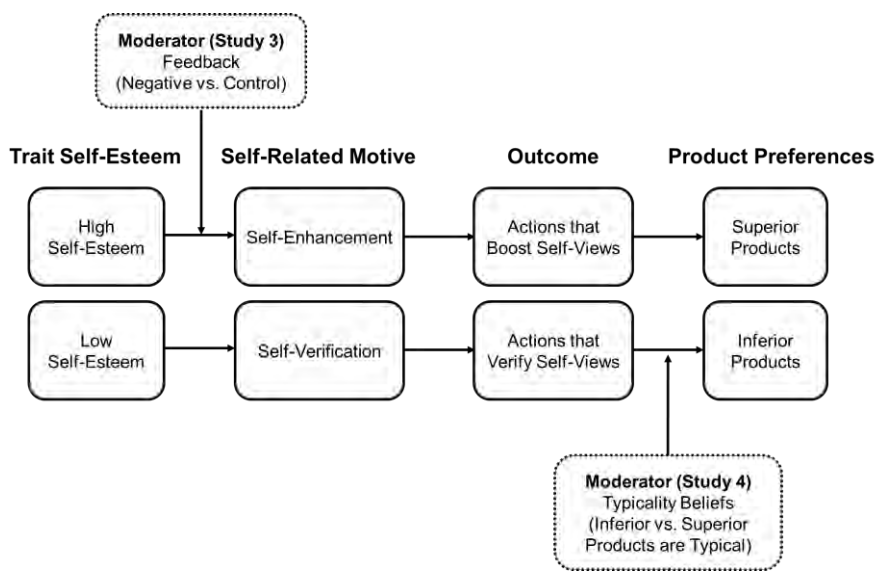 Moderator (Study 3)
Feedback
(Negative vs. Control)
Trait Self-Esteem
Self-Related Motive
Outcome
Product Preferences
High
Self-Esteem
Self-Enhancement
Actions that
Boost Self-Views
Superior
Products
Low
Self-Esteem
Self-Verification
Actions that
Verify Self-Views
Inferior
Products
Moderator (Study 4)
Typicality Beliefs
(Inferior vs. Superior
Products are Typical)